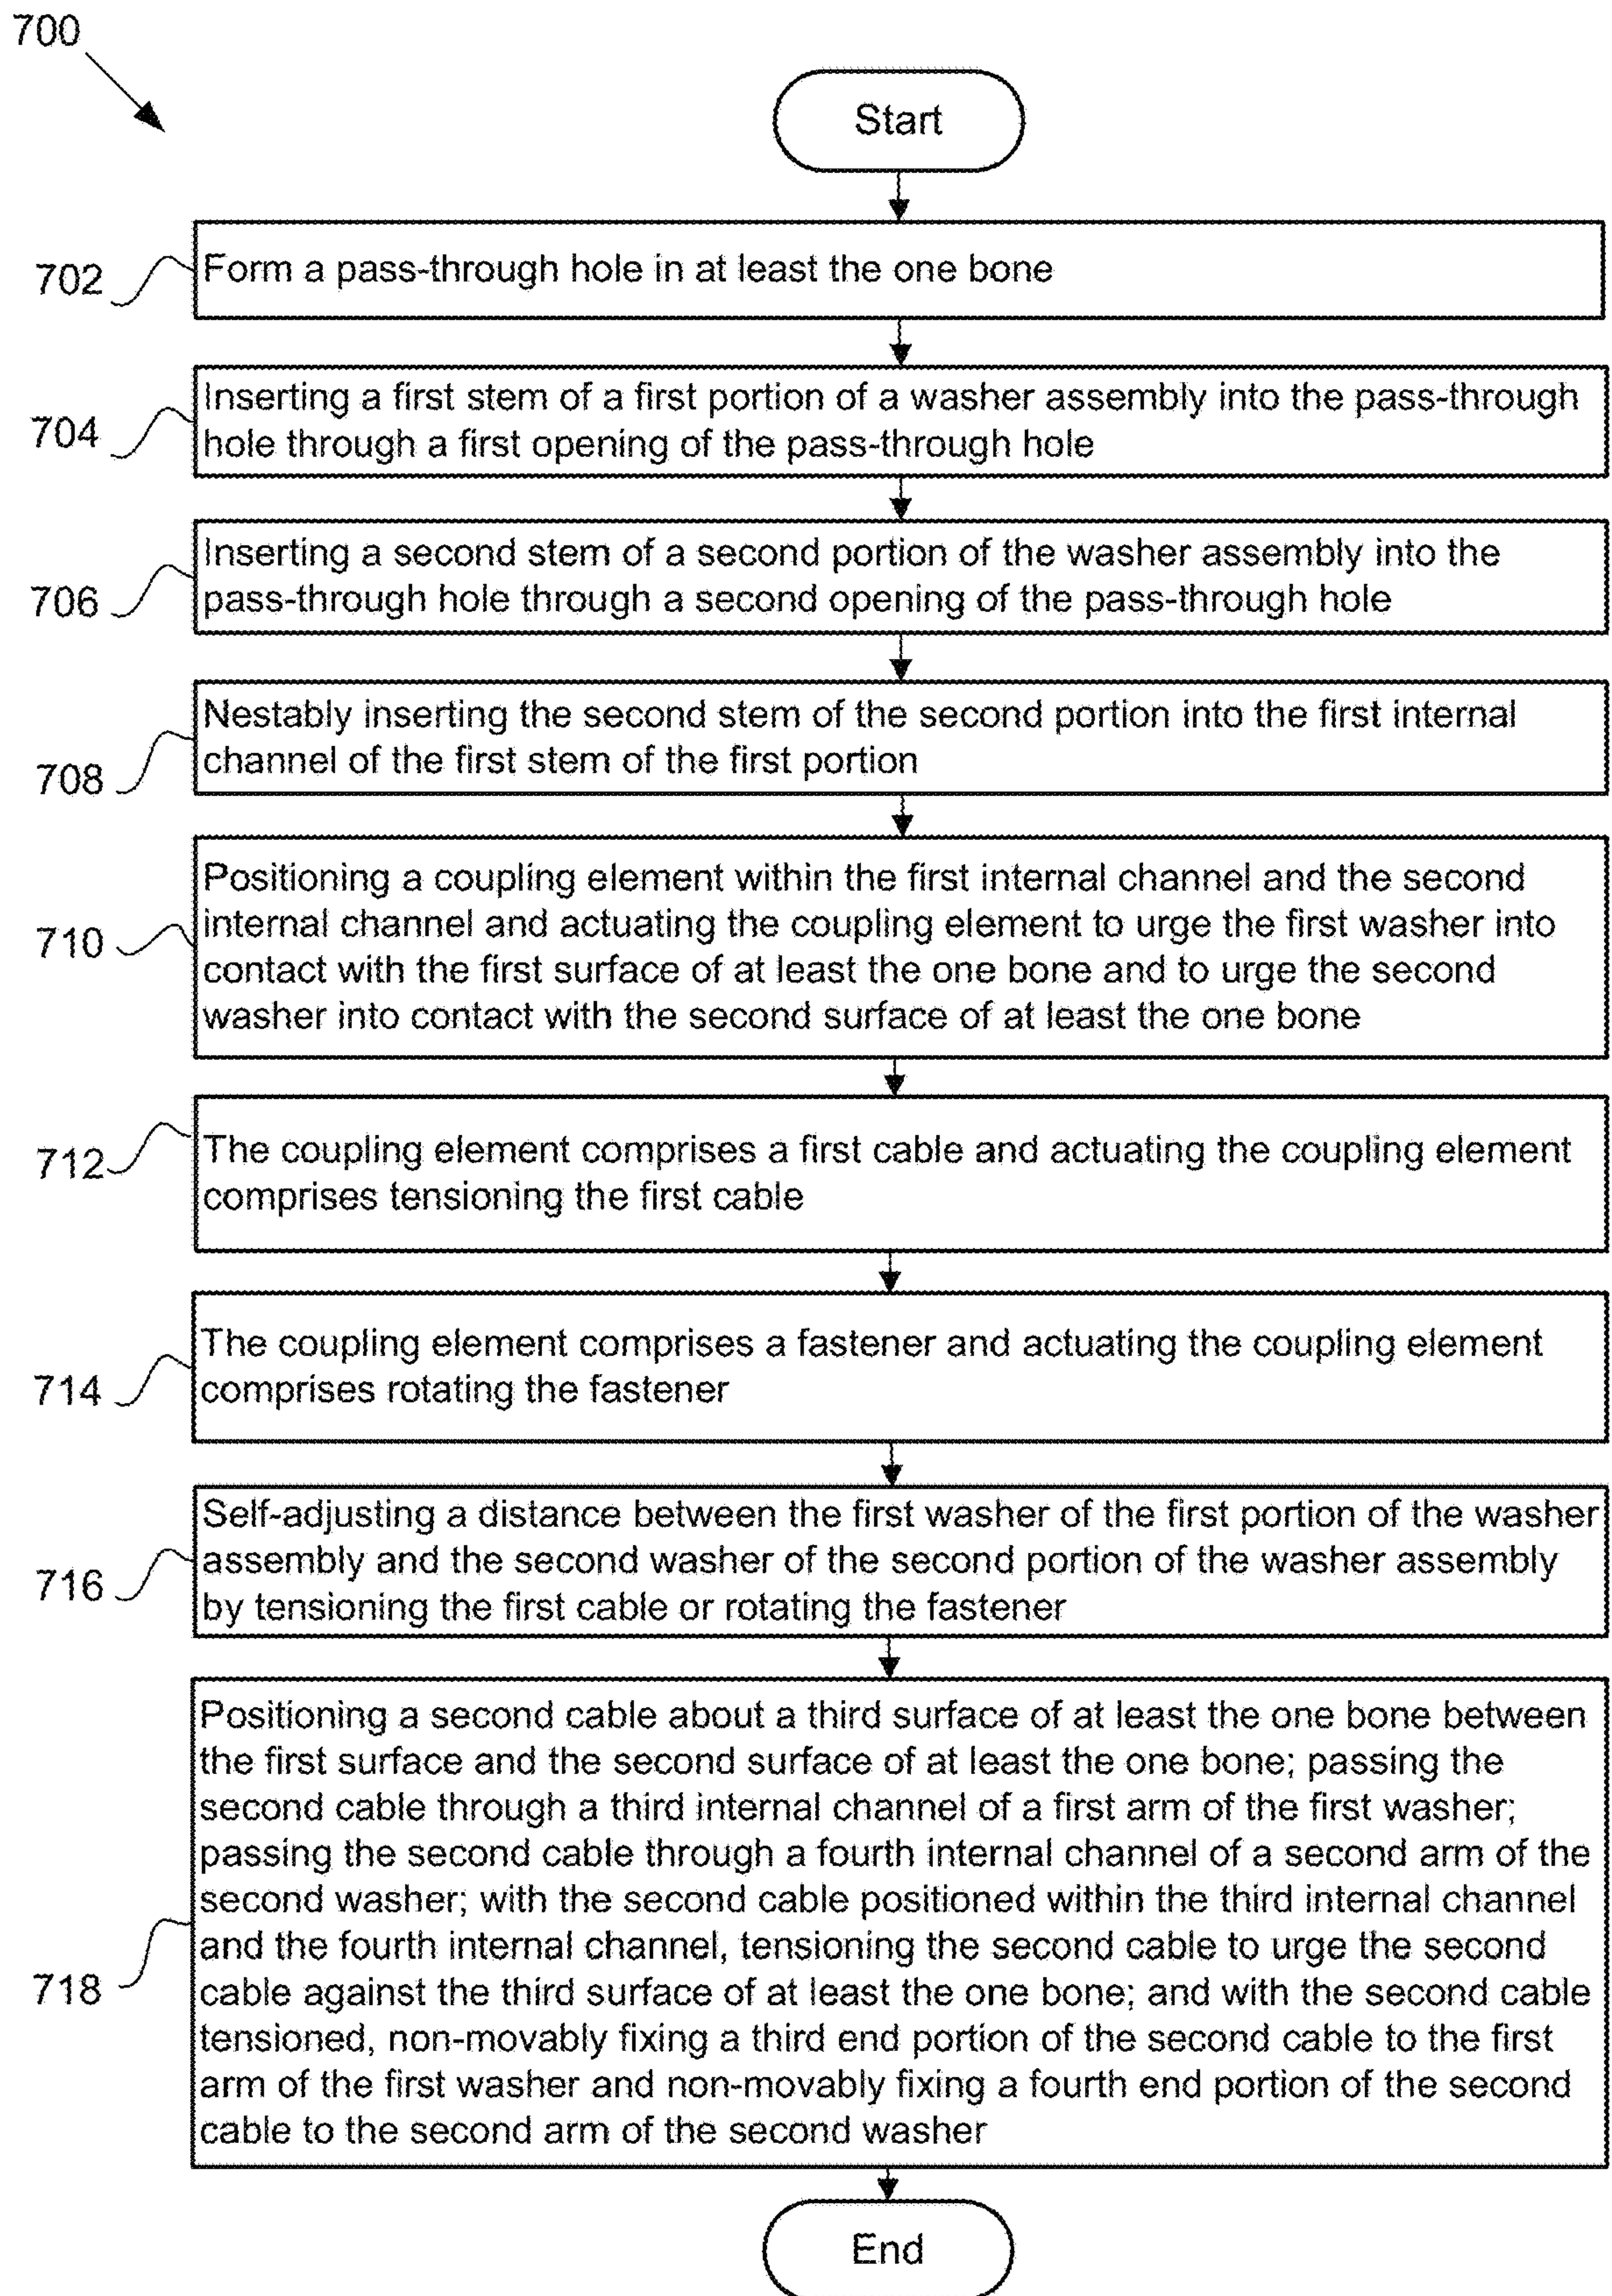 700
Start
702
Form a pass-through hole in at least the one bone
704
Inserting a first stem of a first portion of a washer assembly into the pass-through
hole through a first opening of the pass-through hole
706
Inserting a second stem of a second portion of the washer assembly into the
pass-through hole through a second opening of the pass-through hole
708
Nestably inserting the second stem of the second portion into the first internal
channel of the first stem of the first portion
710
Positioning a coupling element within the first internal channel and the second
internal channel and actuating the coupling element to urge the first washer into
contact with the first surface of at least the one bone and to urge the second
washer into contact with the second surface of at least the one bone
712
The coupling element comprises a first cable and actuating the coupling element
comprises tensioning the first cable
714
The coupling element comprises a fastener and actuating the coupling element
comprises rotating the fastener
716
Self-adjusting a distance between the first washer of the first portion of the washer
assembly and the second washer of the second portion of the washer assembly
by tensioning the first cable or rotating the fastener
718
Positioning a second cable about a third surface of at least the one bone between
the first surface and the second surface of at least the one bone; passing the
second cable through a third internal channel of a first arm of the first washer;
passing the second cable through a fourth internal channel of a second arm of the
second washer; with the second cable positioned within the third internal channel
and the fourth internal channel, tensioning the second cable to urge the second
cable against the third surface of at least the one bone; and with the second cable
tensioned, non-movably fixing a third end portion of the second cable to the first
arm of the first washer and non-movably fixing a fourth end portion of the second
cable to the second arm of the second washer
End